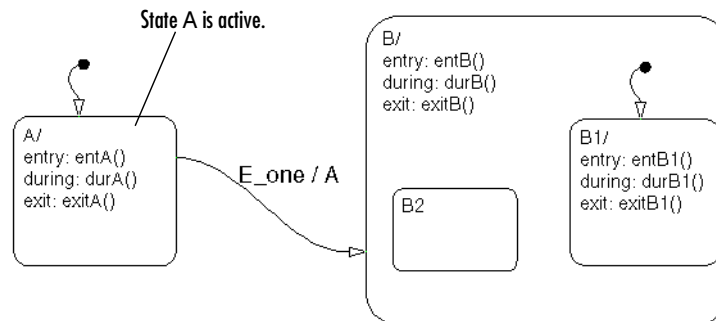 State A is active.
A/
entry: entA()
during: durA()
exit: exitA()
E_one / A
B/
entry: entB()
during: durB()
exit: exitB()
B2
B1/
entry: entB1()
during: durB1()
exit: exitB1()